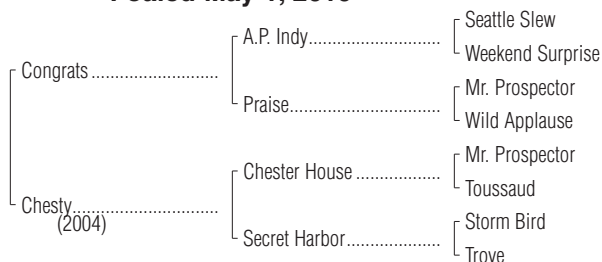 Foaled May 1,
Seattle Slew
A.P. Indy..............................
Weekend Surprise
Congrats.............................
Mr. Prospector
Praise..................................
Wild Applause
Mr. Prospector
Chester House...................
Toussaud
Chesty.................................
(2004)
Storm Bird
Secret Harbor.....................
Trove